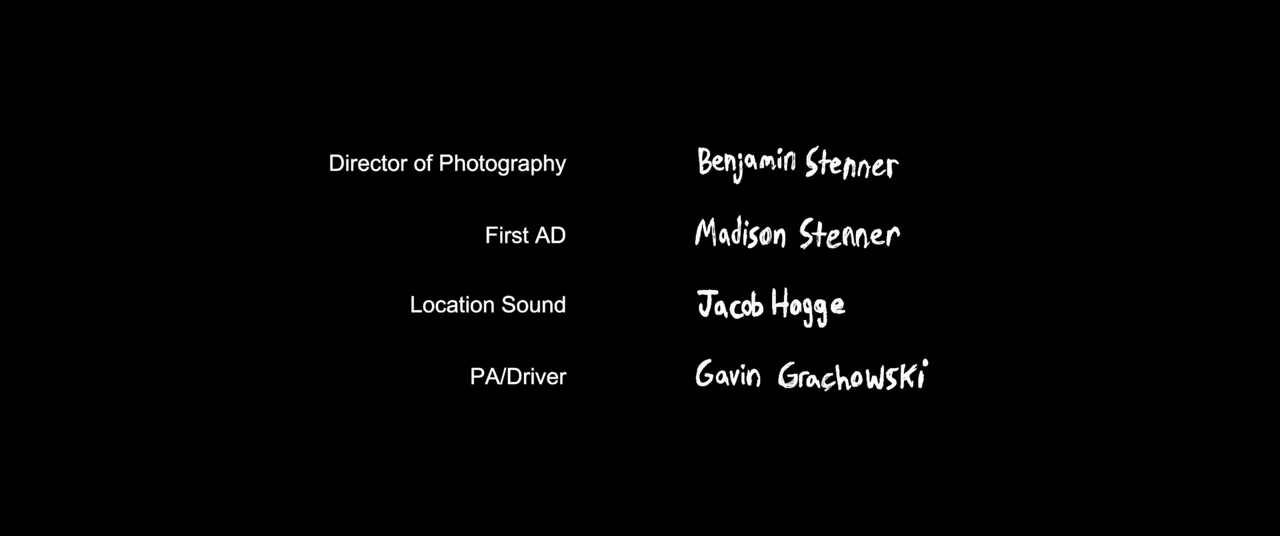 Director of Photography Benjamin Stenner
First AD Madison Stenner
Location Sound Jacob Hogge
PA/Driver Gavin Grachowski